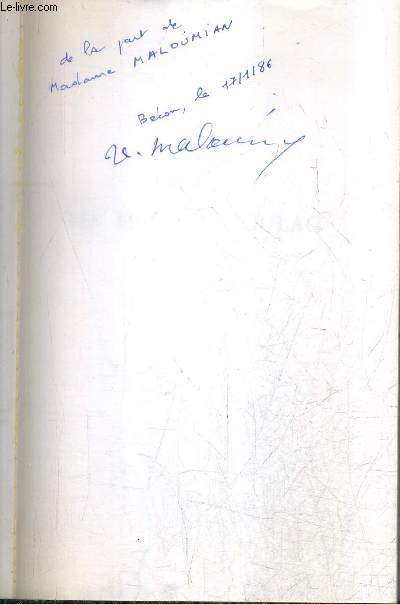 Le-livre.com
de la part de
Madame MALOUMIAN
Bécon, le 17/1/86